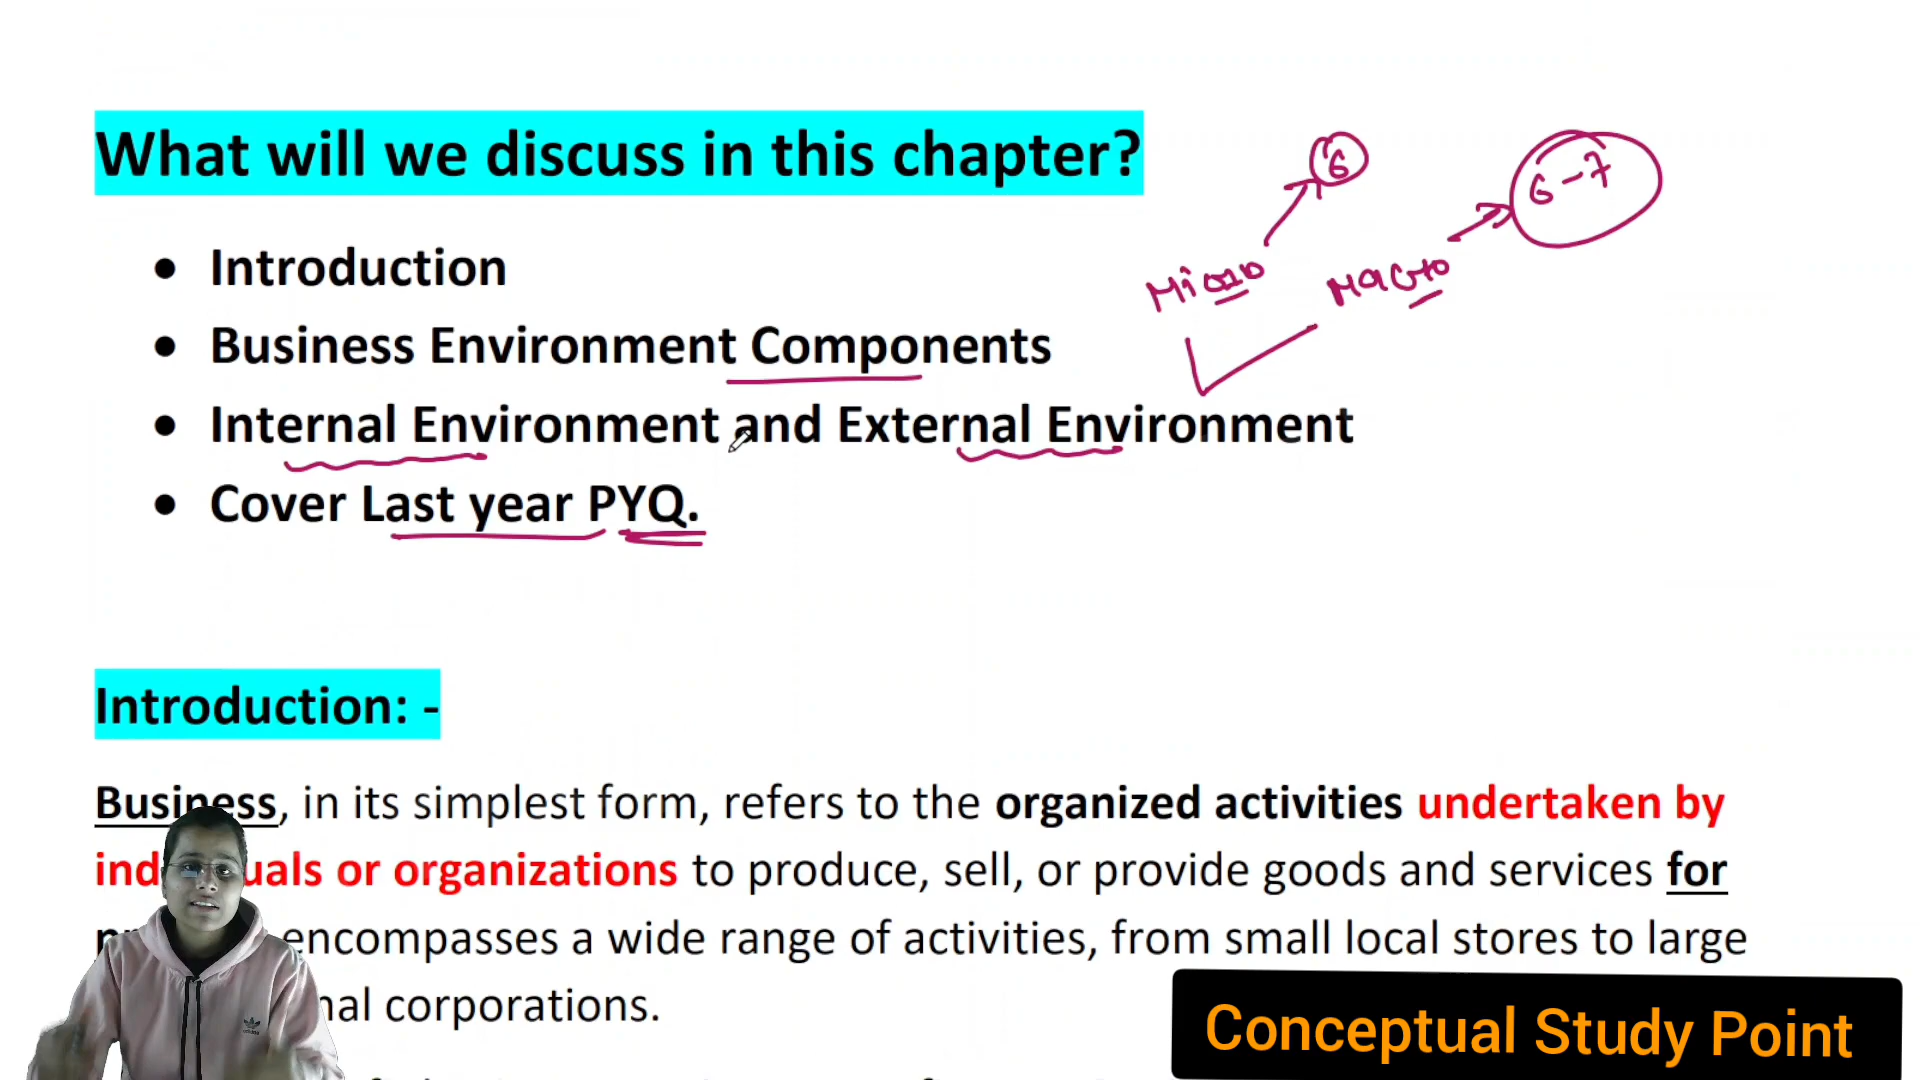 What will we discuss in this chapter?
6
6-7
Micro
Macro
• Introduction
• Business Environment Components
• Internal Environment and External Environment
• Cover Last year PYQ.
Introduction: -
Business, in its simplest form, refers to the organized activities undertaken by
or organizations to produce, sell, or provide goods and services for
encompasses a wide range of activities, from small local stores to large
corporations.
Conceptual Study Point